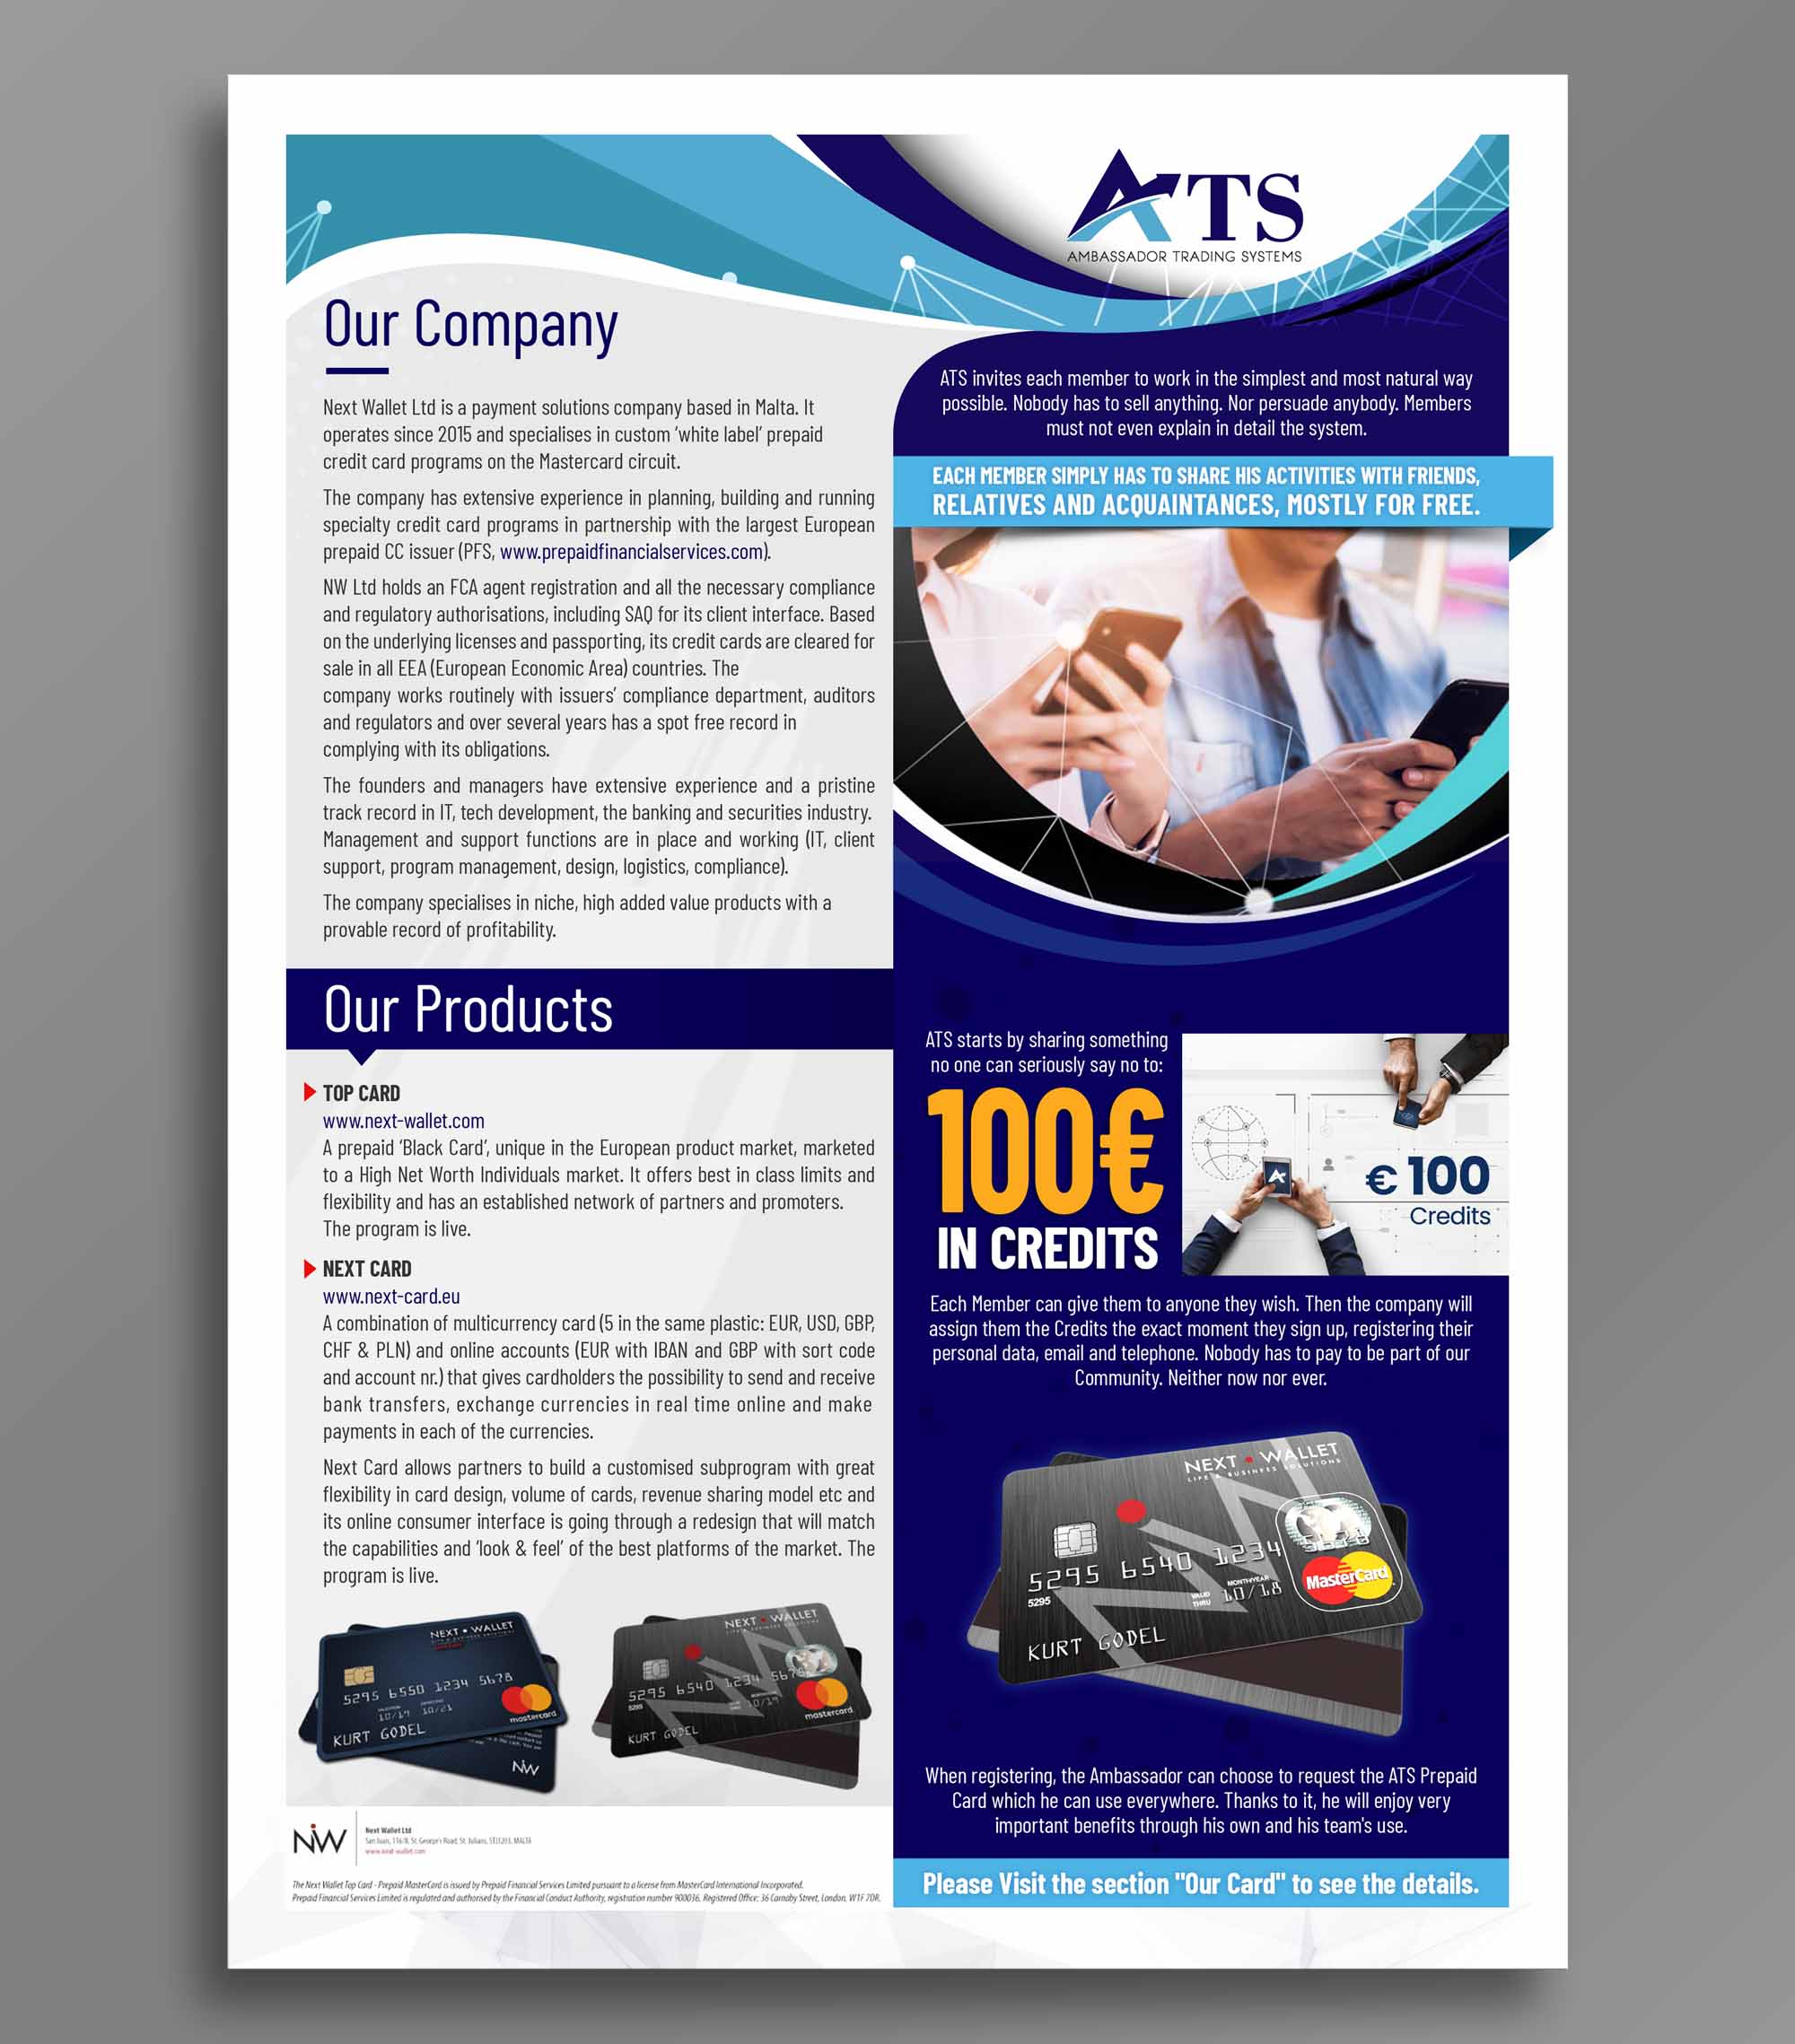 ATS
AMBASSADOR TRADING SYSTEMS
Our Company
Next Wallet Ltd is a payment solutions company based in Malta. It
operates since 2015 and specialises in custom ‘white label’ prepaid
credit card programs on the Mastercard circuit.
The company has extensive experience in planning, building and running
specialty credit card programs in partnership with the largest European
prepaid CC issuer (PFS, www.prepaidfinancialservices.com).
NW Ltd holds an FCA agent registration and all the necessary compliance
and regulatory authorisations, including SAQ for its client interface. Based
on the underlying licenses and passporting, its credit cards are cleared for
sale in all EEA (European Economic Area) countries. The
company works routinely with issuers’ compliance department, auditors
and regulators and over several years has a spot free record in
complying with its obligations.
The founders and managers have extensive experience and a pristine
track record in IT, tech development, the banking and securities industry.
Management and support functions are in place and working (IT, client
support, program management, design, logistics, compliance).
The company specialises in niche, high added value products with a
provable record of profitability.
Our Products
TOP CARD
www.next-wallet.com
A prepaid ‘Black Card’, unique in the European product market, marketed
to a High Net Worth Individuals market. It offers best in class limits and
flexibility and has an established network of partners and promoters.
The program is live.
NEXT CARD
www.next-card.eu
A combination of multicurrency card (5 in the same plastic: EUR, USD, GBP,
CHF & PLN) and online accounts (EUR with IBAN and GBP with sort code
and account nr.) that gives cardholders the possibility to send and receive
bank transfers, exchange currencies in real time online and make
payments in each of the currencies.
Next Card allows partners to build a customised subprogram with great
flexibility in card design, volume of cards, revenue sharing model etc and
its online consumer interface is going through a redesign that will match
the capabilities and ‘look & feel’ of the best platforms of the market. The
program is live.
NEXT WALLET
5295 6550 1234 5678
10/17 10/21
KURT GODEL
mastercard
NW
NEXT WALLET
LIFE & BUSINESS SOLUTIONS
5295 6540 1234 5678
5295
10/19
KURT GODEL
mastercard
NW
Next Wallet Ltd
San Juan, 116/8, St George's Road, St. Julians, STJ3203, MALTA
www.next-wallet.com
The Next Wallet Top Card - Prepaid MasterCard is issued by Prepaid Financial Services Limited pursuant to a license from MasterCard International Incorporated.
Prepaid Financial Services Limited is regulated and authorised by the Financial Conduct Authority, registration number 900036. Registered Office: 36 Carnaby Street, London, W1F 7DR.
ATS invites each member to work in the simplest and most natural way
possible. Nobody has to sell anything. Nor persuade anybody. Members
must not even explain in detail the system.
EACH MEMBER SIMPLY HAS TO SHARE HIS ACTIVITIES WITH FRIENDS,
RELATIVES AND ACQUAINTANCES, MOSTLY FOR FREE.
ATS starts by sharing something
no one can seriously say no to:
100€
IN CREDITS
€ 100
Credits
Each Member can give them to anyone they wish. Then the company will
assign them the Credits the exact moment they sign up, registering their
personal data, email and telephone. Nobody has to pay to be part of our
Community. Neither now nor ever.
NEXT WALLET
LIFE & BUSINESS SOLUTIONS
5295 6540 1234 5678
5295
VALID THRU
MONTH/YEAR
10/18
MasterCard
KURT GODEL
When registering, the Ambassador can choose to request the ATS Prepaid
Card which he can use everywhere. Thanks to it, he will enjoy very
important benefits through his own and his team's use.
Please Visit the section "Our Card" to see the details.